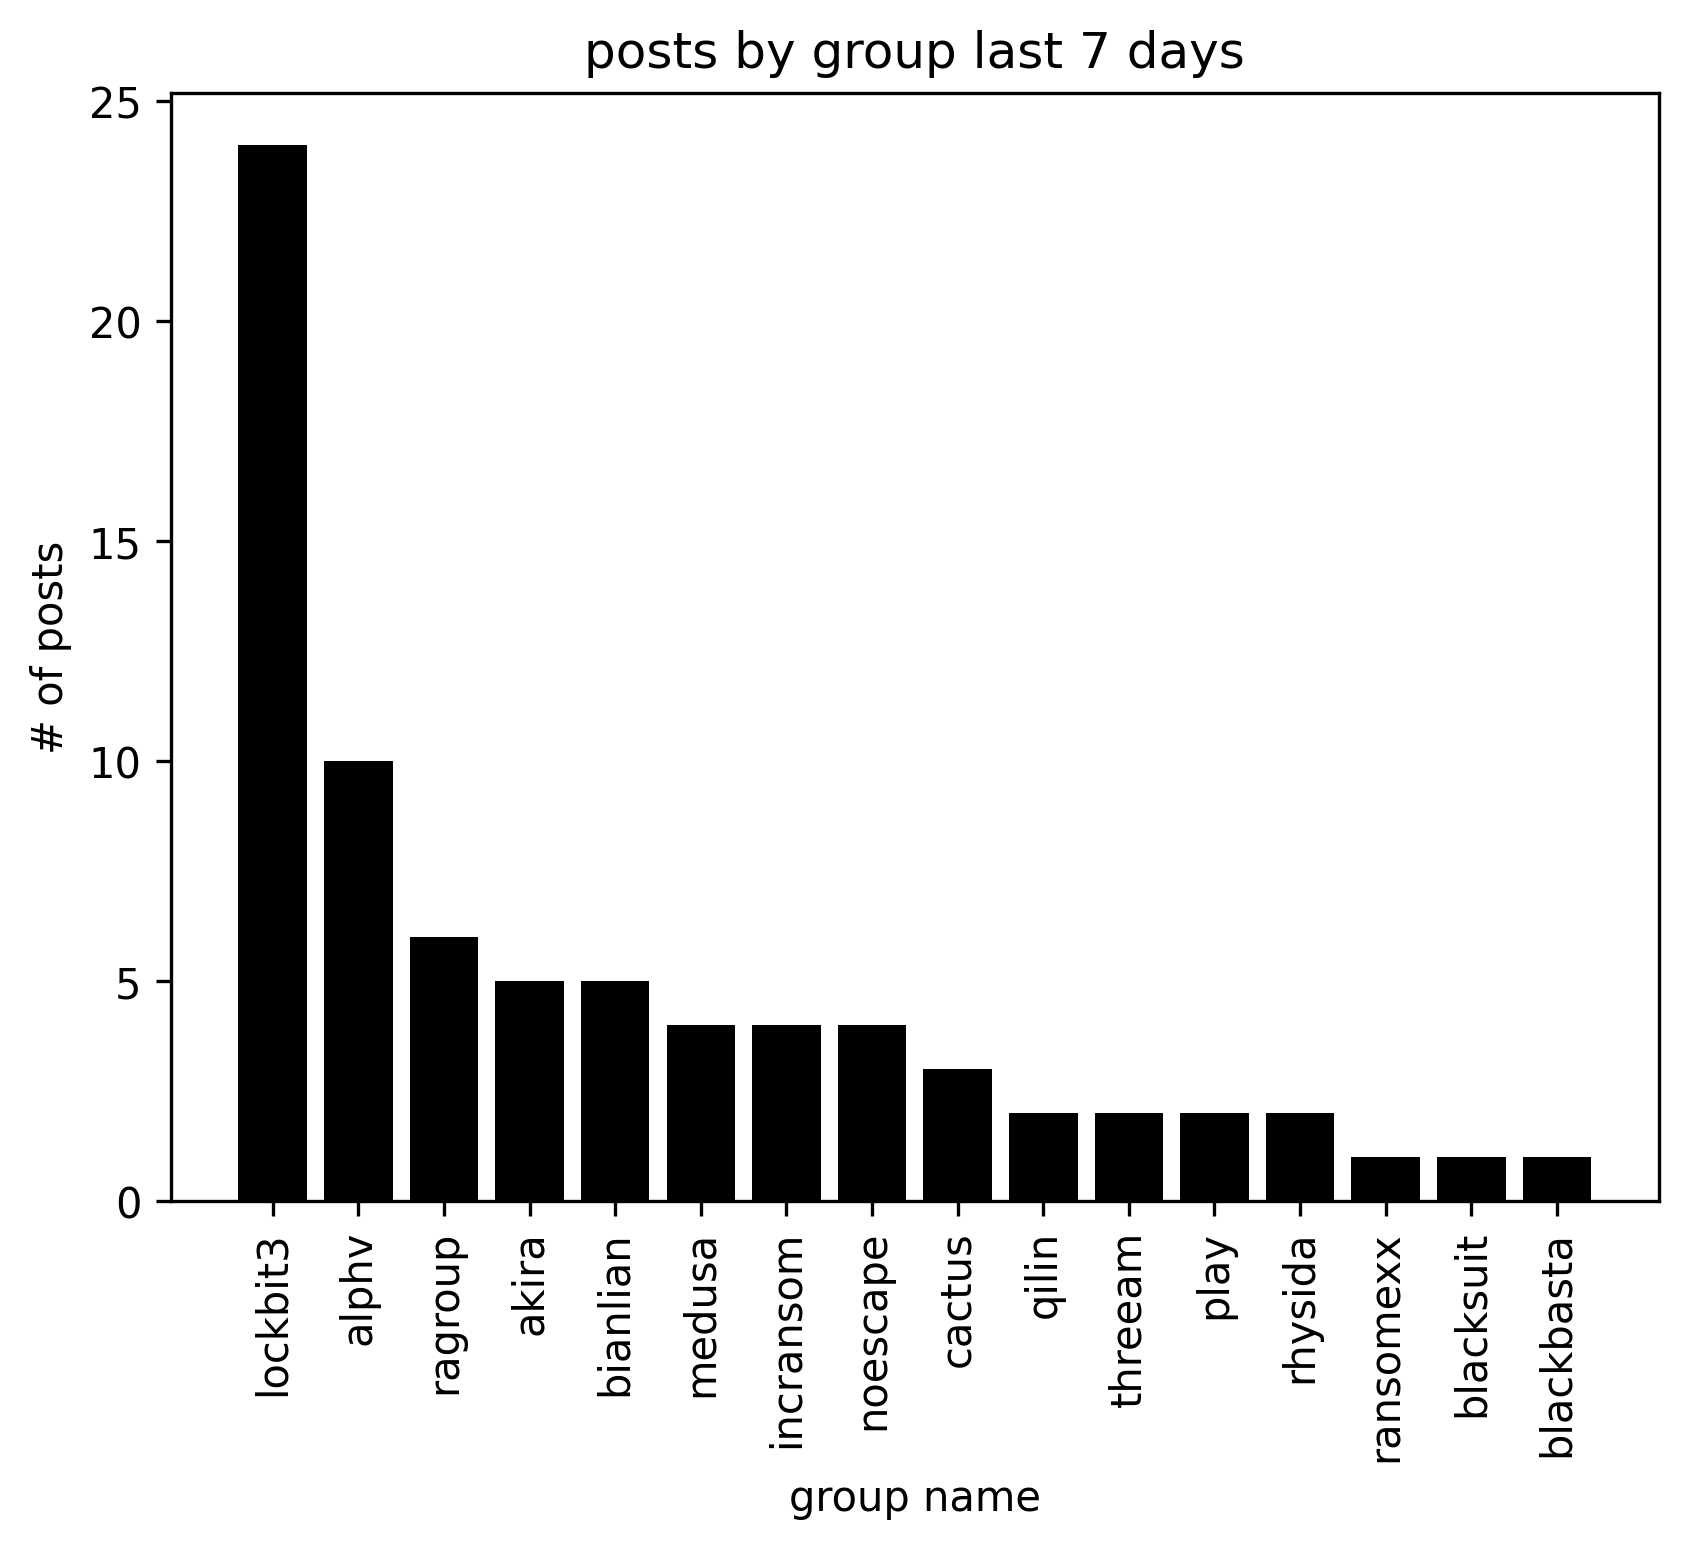 posts by group last 7 days
25
20
15
10
5
0
# of posts
lockbit3
alphv
ragroup
akira
bianlian
medusa
incransom
noescape
cactus
qilin
threeam
play
rhysida
ransomexx
blacksuit
blackbasta
group name